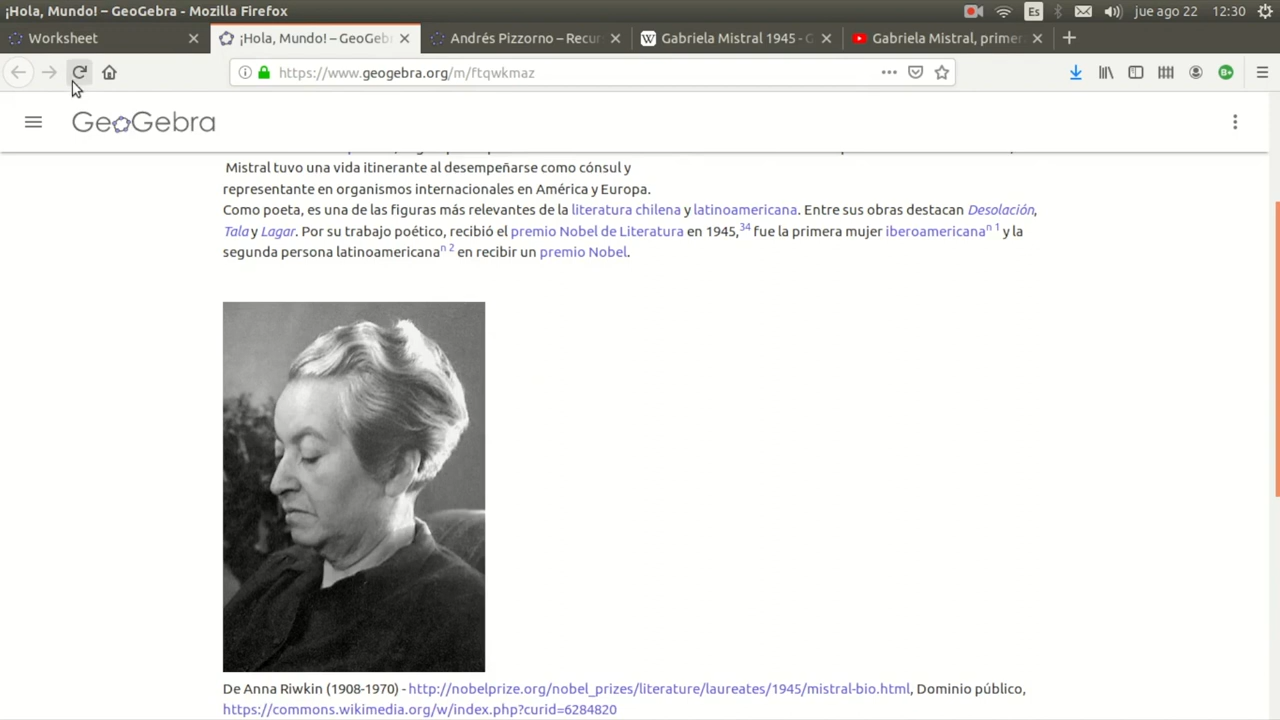 ¡Hola, Mundo! – GeoGebra - Mozilla Firefox
Es
jue ago 22
12:30
Worksheet
¡Hola, Mundo! – GeoGeb
Andrés Pizzorno – Recur
W Gabriela Mistral 1945 - G
Gabriela Mistral, primer
https://www.geogebra.org/m/ftqwkmaz
B+
GeoGebra
Mistral tuvo una vida itinerante al desempeñarse como cónsul y
representante en organismos internacionales en América y Europa.
Como poeta, es una de las figuras más relevantes de la literatura chilena y latinoamericana. Entre sus obras destacan Desolación,
Tala y Lagar. Por su trabajo poético, recibió el premio Nobel de Literatura en 1945,34 fue la primera mujer iberoamericanan 1 y la
segunda persona latinoamericanan 2 en recibir un premio Nobel.
De Anna Riwkin (1908-1970) - http://nobelprize.org/nobel_prizes/literature/laureates/1945/mistral-bio.html, Dominio público,
https://commons.wikimedia.org/w/index.php?curid=6284820